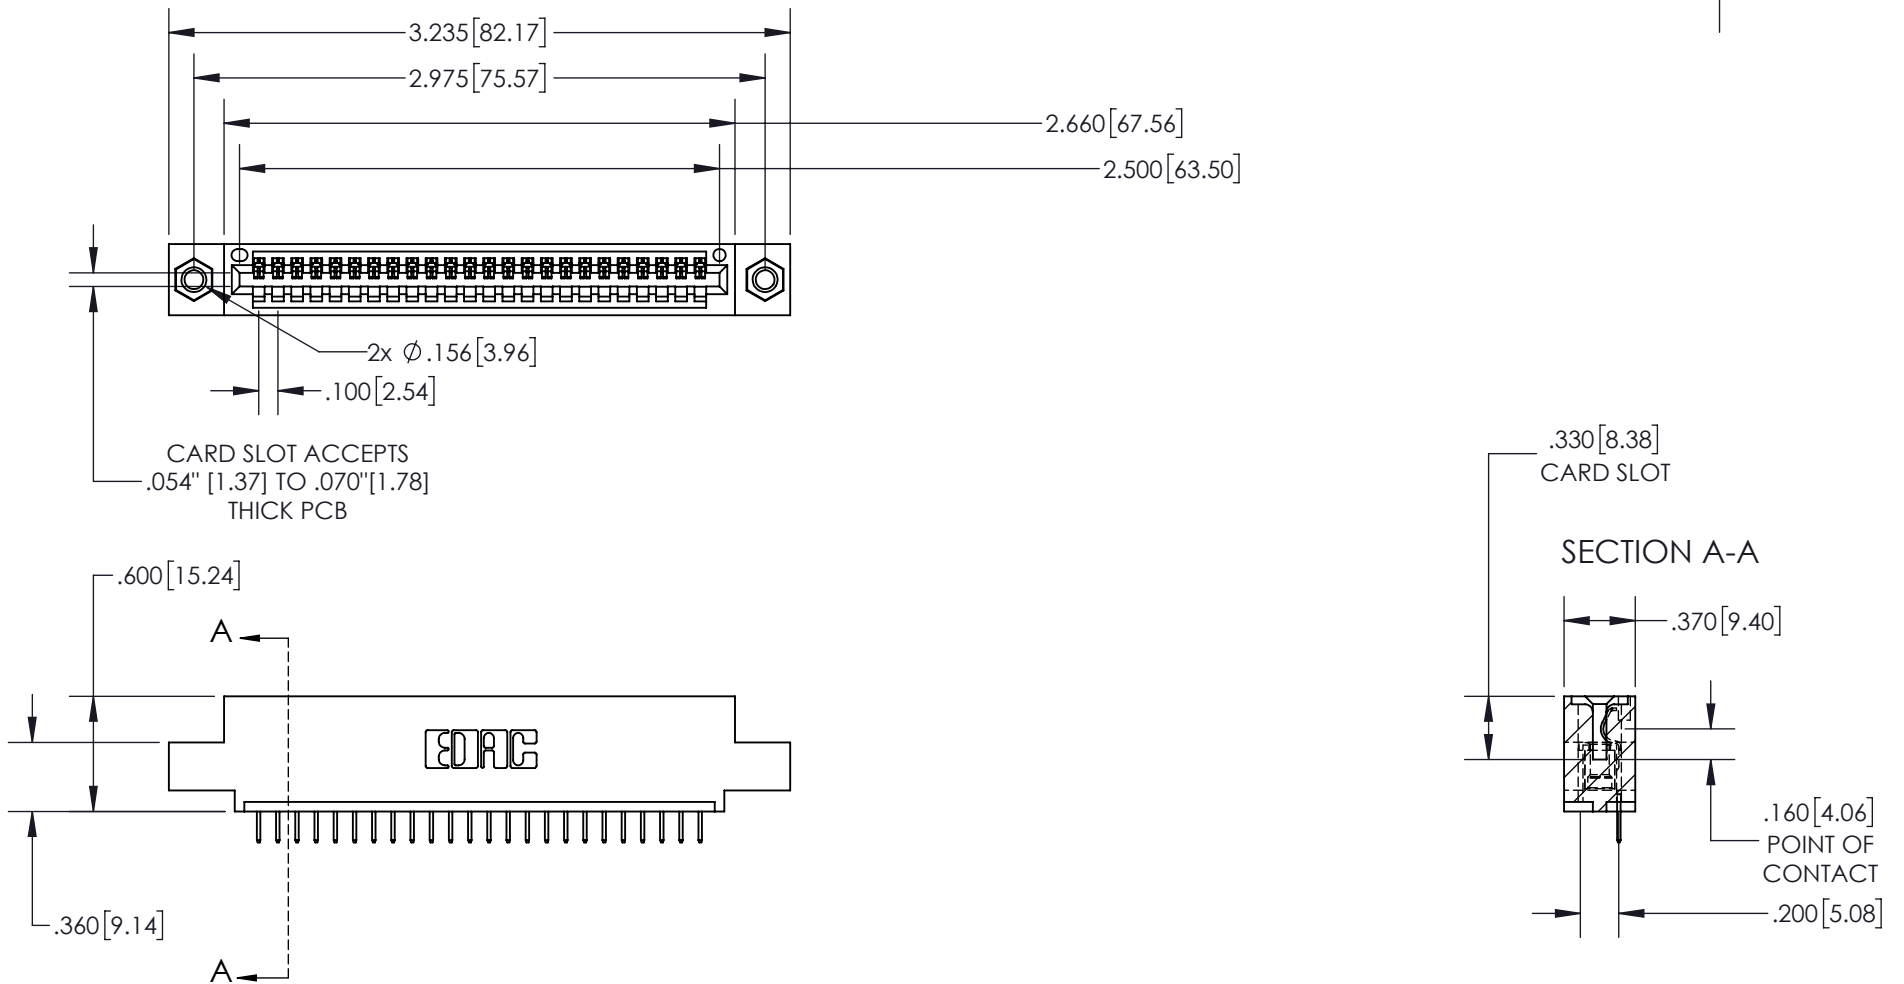 3.235[82.17]
2.975[75.57]
2.660[67.56]
2.500[63.50]
2x Ø.156[3.96]
.100[2.54]
CARD SLOT ACCEPTS
.054" [1.37] TO .070"[1.78]
THICK PCB
.330[8.38]
CARD SLOT
SECTION A-A
.600[15.24]
.370[9.40]
A
EDAC
.160[4.06]
POINT OF
CONTACT
.200[5.08]
.360[9.14]
A